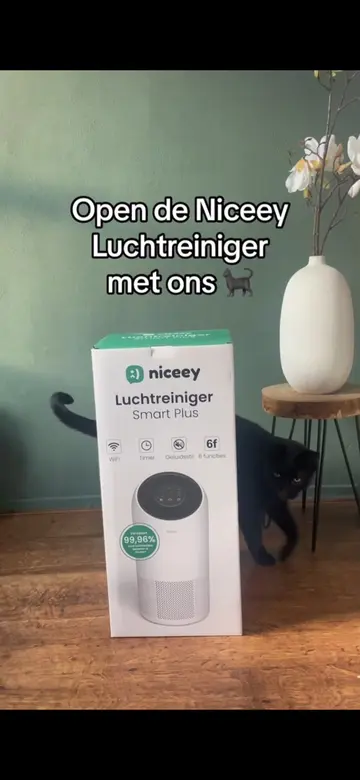 Open de Niceey
Luchtreiniger
met ons 🐈‍⬛
niceey
Luchtreiniger
Smart Plus
WiFi
Timer
Geluidsarm
6f
6 functies
99,96%